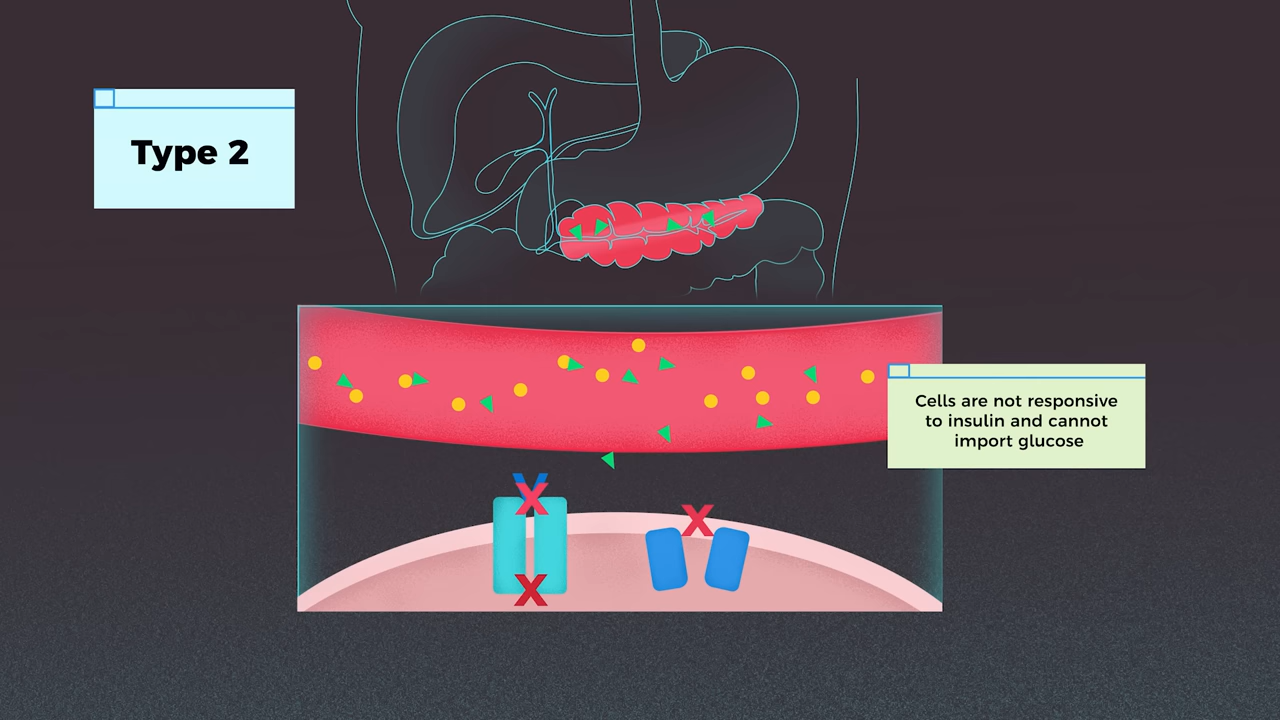 Type 2
Cells are not responsive
to insulin and cannot
import glucose
X
X
X